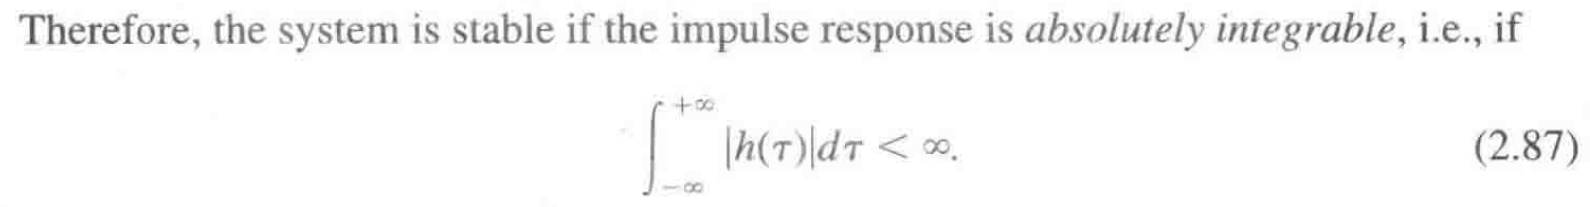 Therefore, the system is stable if the impulse response is absolutely integrable, i.e., if
∫_{-∞}^{+∞} |h(τ)|dτ < ∞. (2.87)